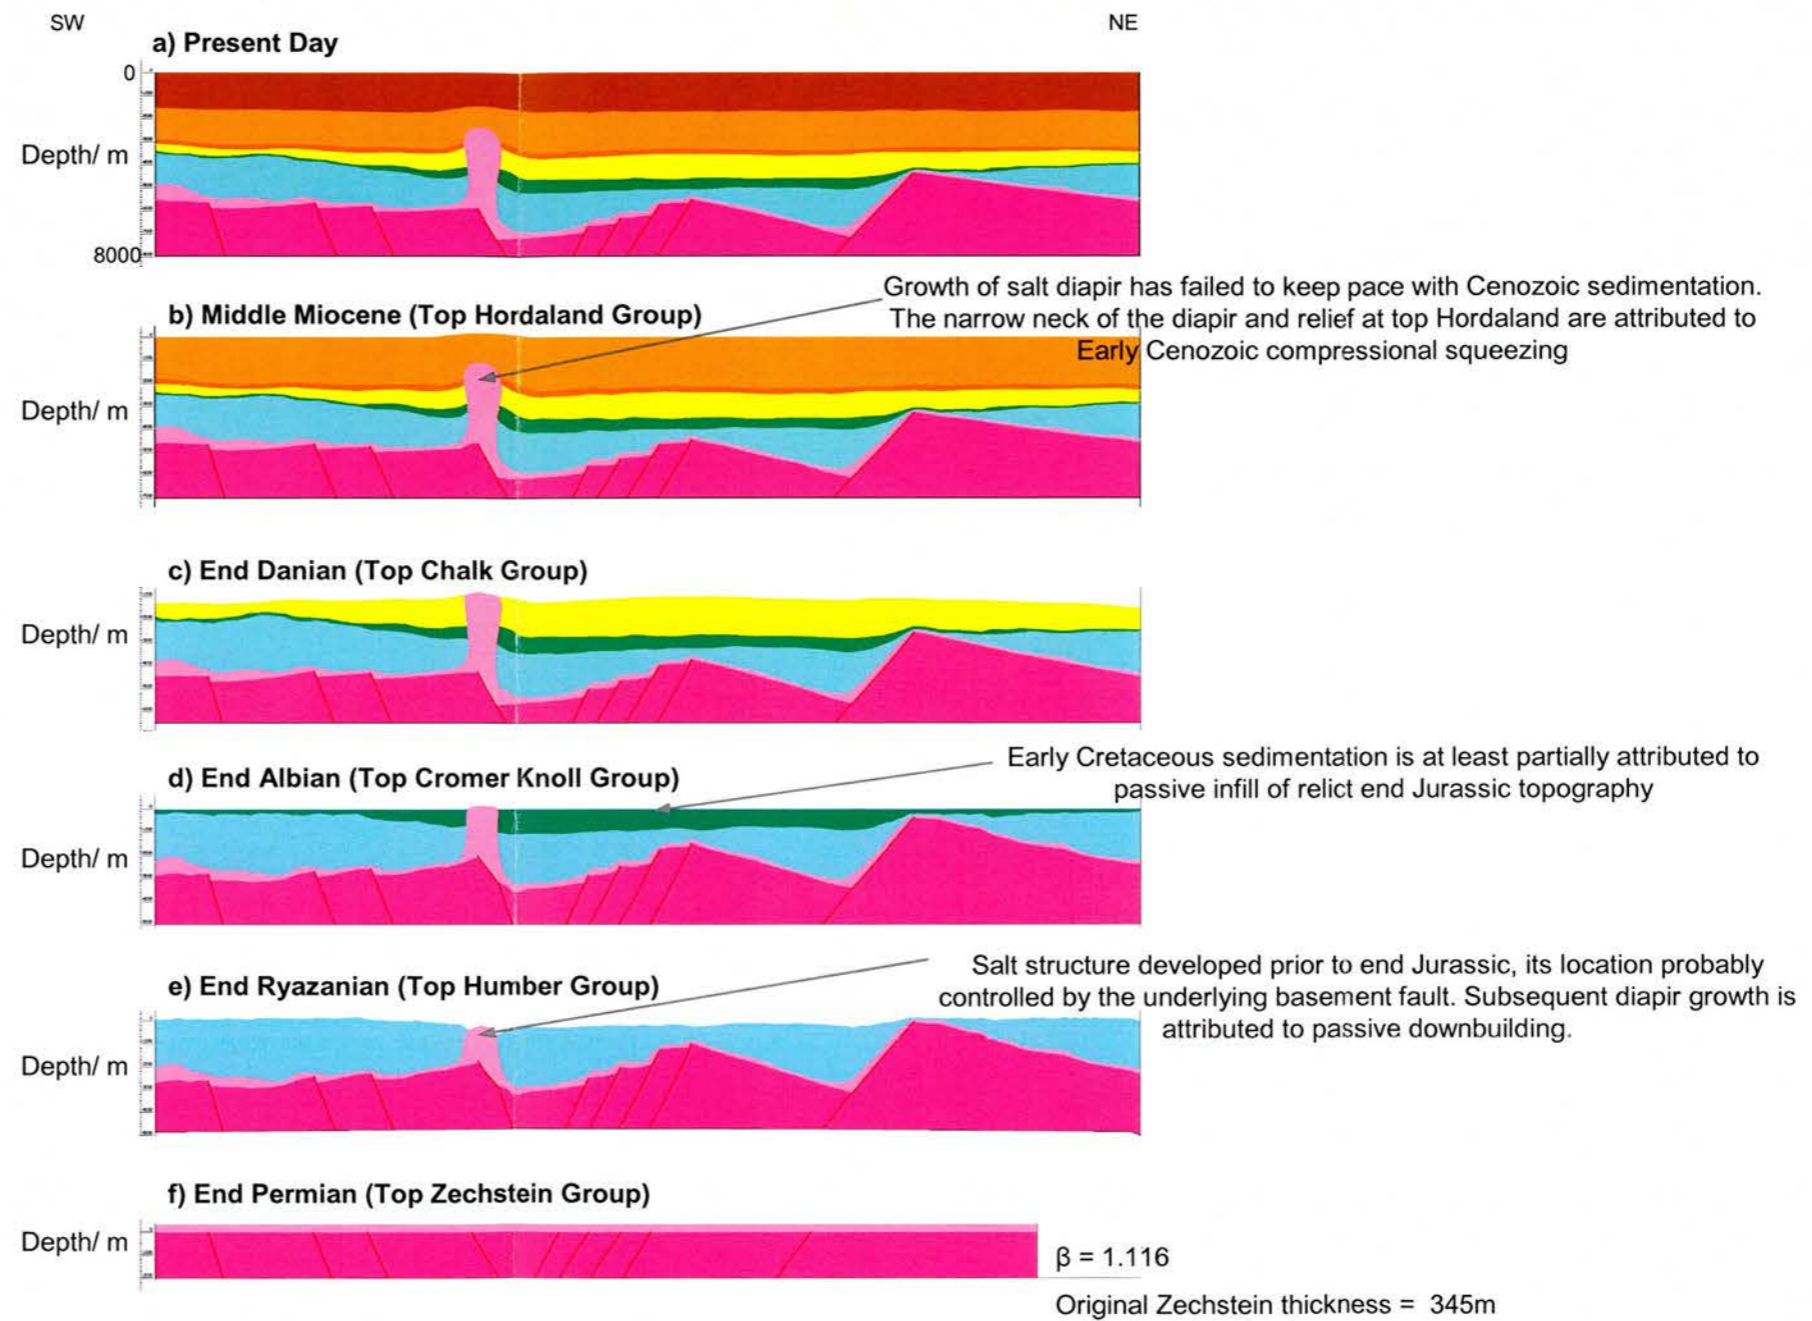 SW
NE
a) Present Day
0
Depth/ m
8000
Growth of salt diapir has failed to keep pace with Cenozoic sedimentation.
b) Middle Miocene (Top Hordaland Group)
The narrow neck of the diapir and relief at top Hordaland are attributed to
Early Cenozoic compressional squeezing
Depth/ m
c) End Danian (Top Chalk Group)
Depth/ m
d) End Albian (Top Cromer Knoll Group)
Early Cretaceous sedimentation is at least partially attributed to
passive infill of relict end Jurassic topography
Depth/ m
e) End Ryazanian (Top Humber Group)
Salt structure developed prior to end Jurassic, its location probably
controlled by the underlying basement fault. Subsequent diapir growth is
attributed to passive downbuilding.
Depth/ m
f) End Permian (Top Zechstein Group)
Depth/ m
β = 1.116
Original Zechstein thickness = 345m